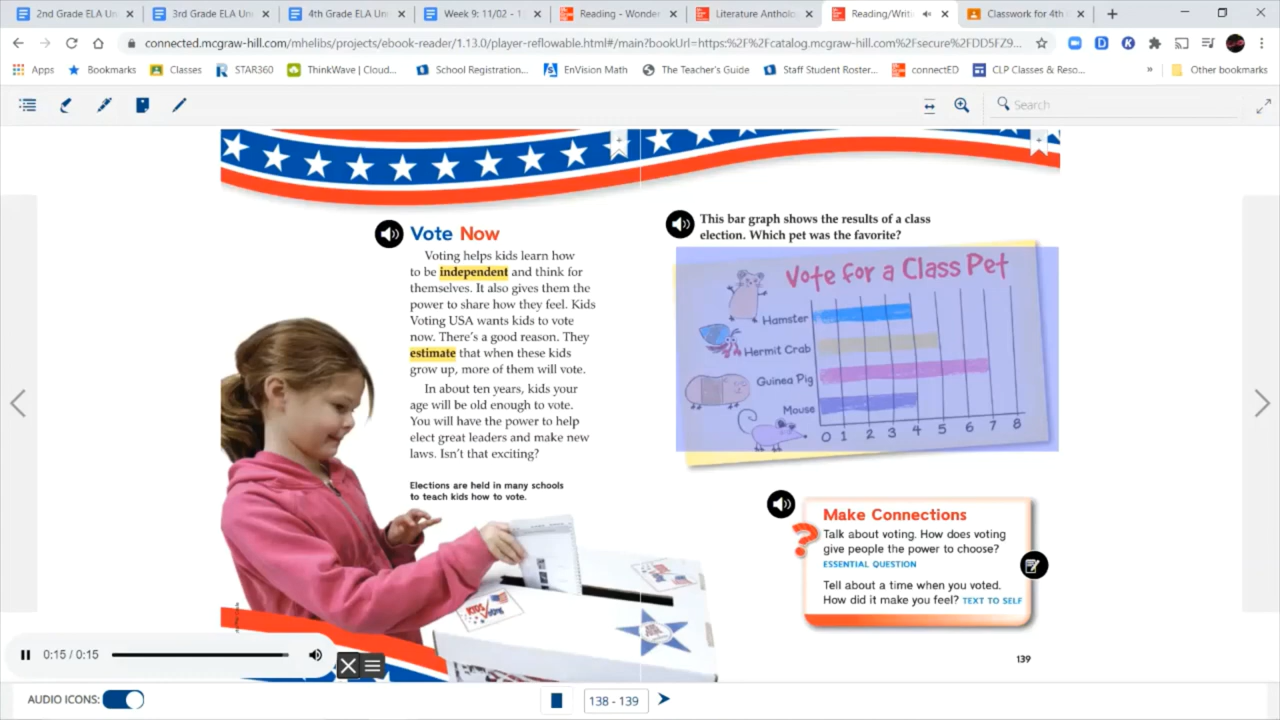 2nd Grade ELA Un
3rd Grade ELA Uni
4th Grade ELA Uni
Week 9: 11/02 - 1
Reading - Wonde
Literature Antholo
Reading/Writi
Classwork for 4th
connected.mcgraw-hill.com/mhelibs/projects/ebook-reader/1.13.0/player-reflowable.html#/main?bookUrl=https:%2F%2Fcatalog.mcgraw-hill.com%2Fsecure%2FDD5FZ9...
Apps
Bookmarks
Classes
STAR360
ThinkWave | Cloud...
School Registration...
EnVision Math
The Teacher's Guide
Staff Student Roster...
connectED
CLP Classes & Reso...
»
Other bookmarks
Search
Vote Now
Voting helps kids learn how
to be independent and think for
themselves. It also gives them the
power to share how they feel. Kids
Voting USA wants kids to vote
now. There's a good reason. They
estimate that when these kids
grow up, more of them will vote.
In about ten years, kids your
age will be old enough to vote.
You will have the power to help
elect great leaders and make new
laws. Isn't that exciting?
Elections are held in many schools
to teach kids how to vote.
This bar graph shows the results of a class
election. Which pet was the favorite?
Vote for a Class Pet
Hamster
Hermit Crab
Guinea Pig
Mouse
0 1 2 3 4 5 6 7 8
Make Connections
?
Talk about voting. How does voting
give people the power to choose?
ESSENTIAL QUESTION
Tell about a time when you voted.
How did it make you feel? TEXT TO SELF
139
0:15 / 0:15
AUDIO ICONS:
138 - 139